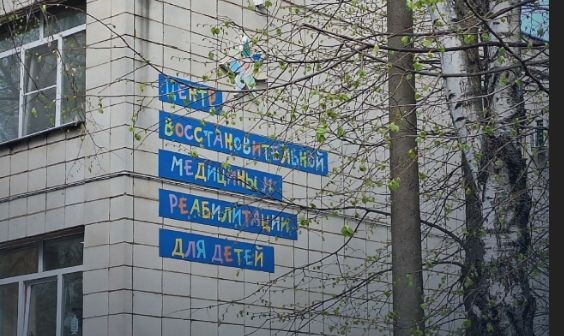 ЦЕНТР
ВОССТАНОВИТЕЛЬНОЙ
МЕДИЦИНЫ И
РЕАБИЛИТАЦИИ
ДЛЯ ДЕТЕЙ